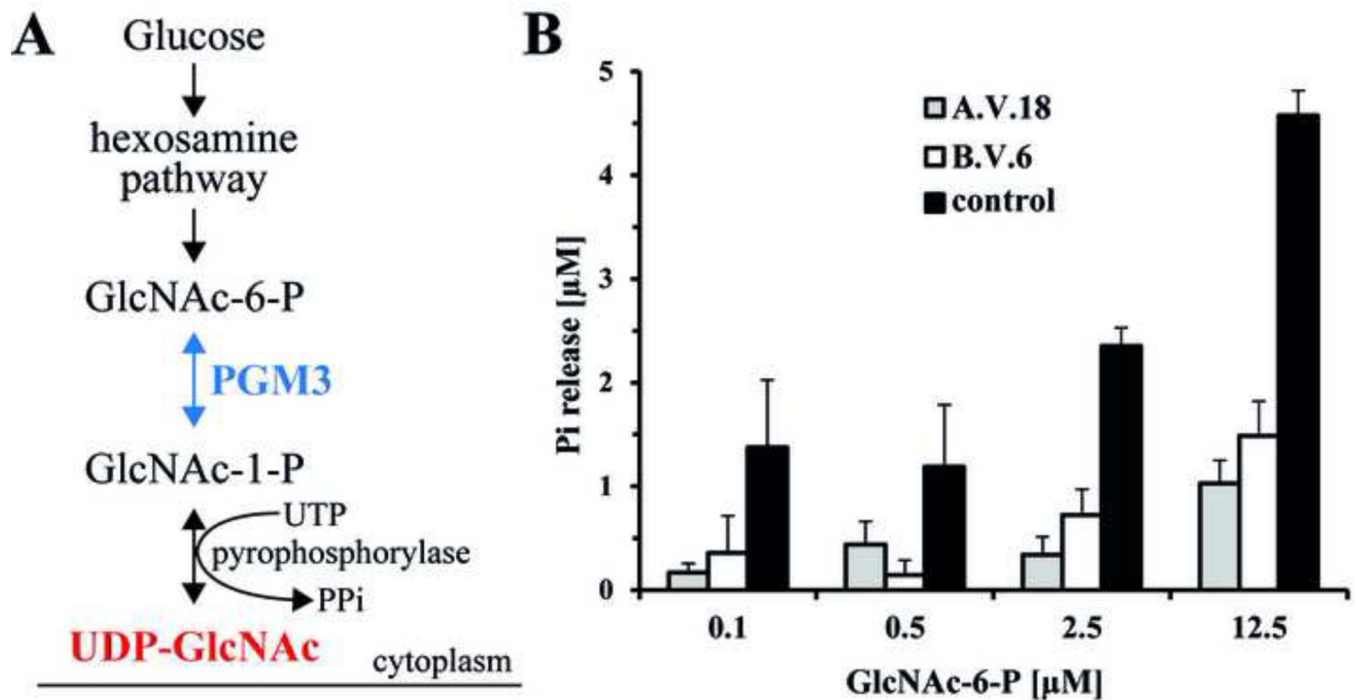 A
Glucose
hexosamine
pathway
GlcNAc-6-P
PGM3
GlcNAc-1-P
UTP
pyrophosphorylase
PPi
UDP-GlcNAc
cytoplasm
B
5
4
3
2
1
0
Pi release [µM]
A.V.18
B.V.6
control
0.1 0.5 2.5 12.5
GlcNAc-6-P [µM]